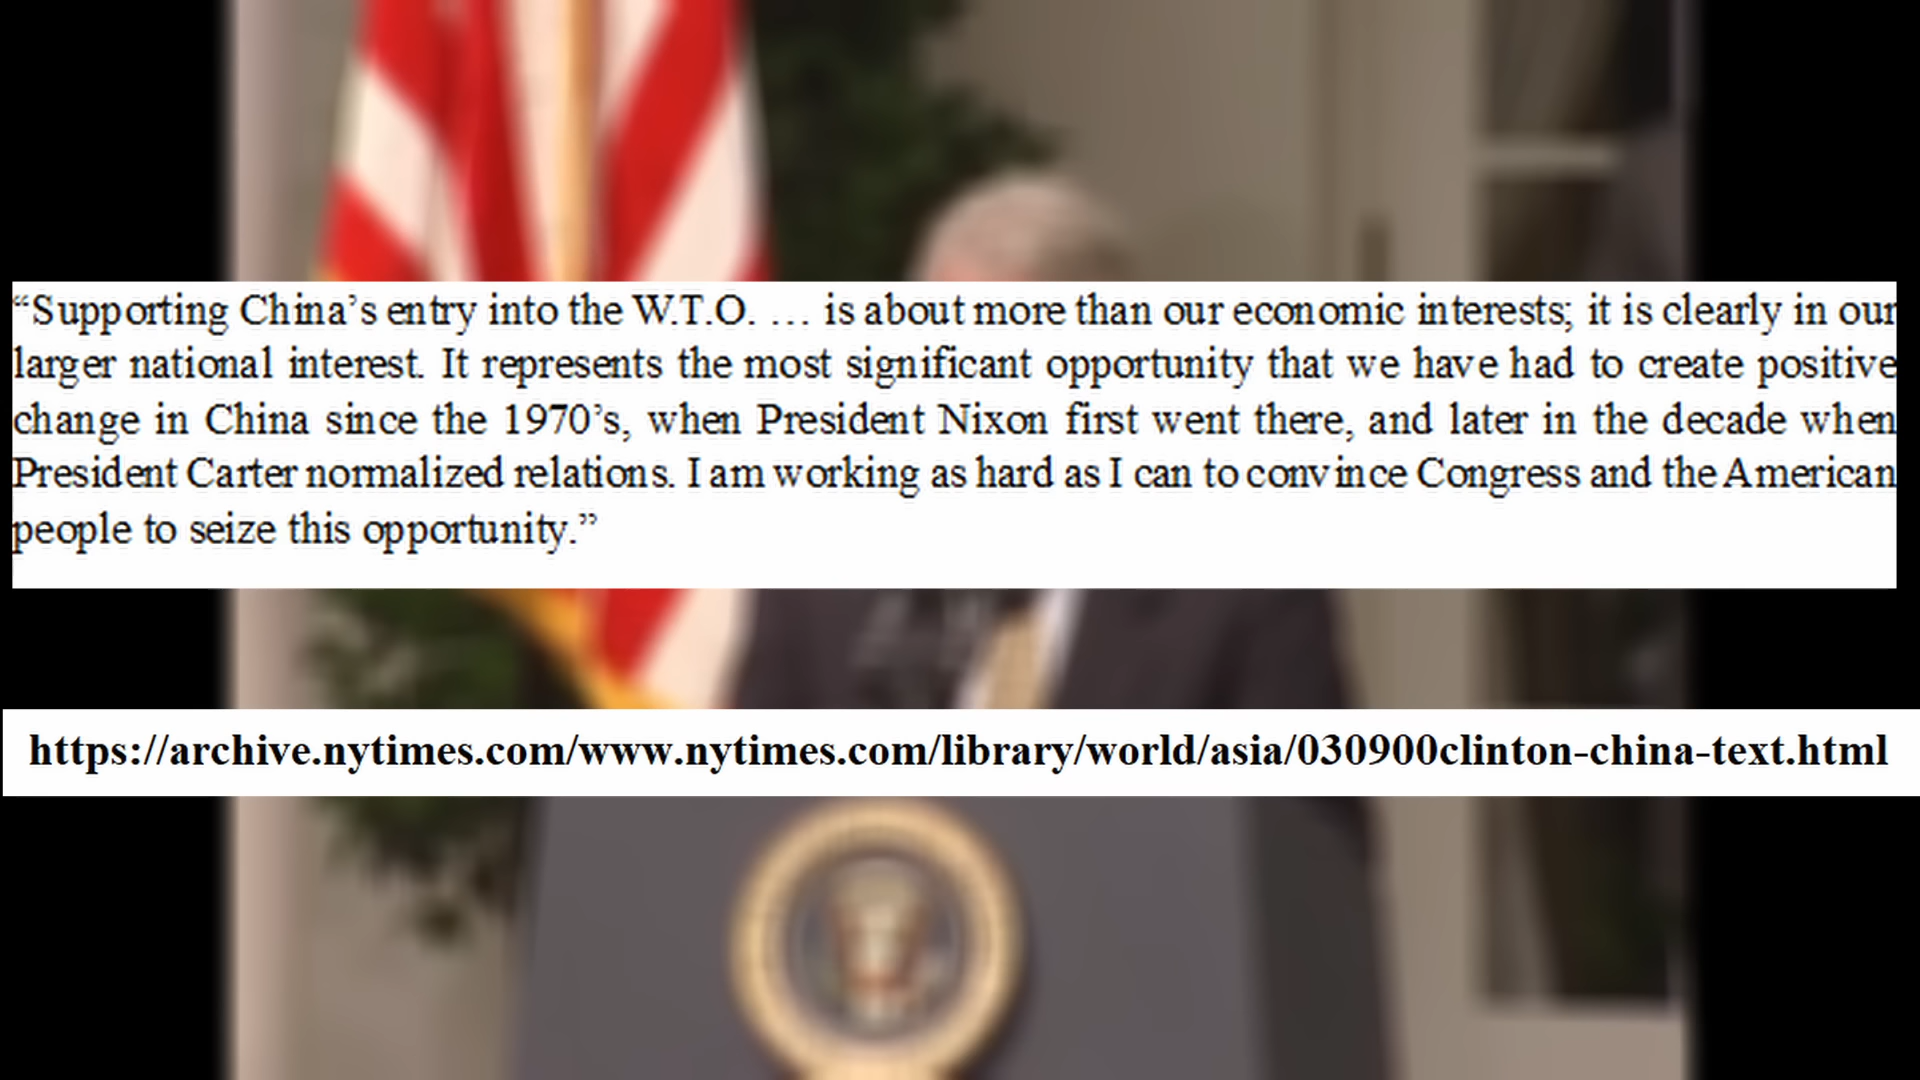 “Supporting China’s entry into the W.T.O. … is about more than our economic interests; it is clearly in our
larger national interest. It represents the most significant opportunity that we have had to create positive
change in China since the 1970’s, when President Nixon first went there, and later in the decade when
President Carter normalized relations. I am working as hard as I can to convince Congress and the American
people to seize this opportunity.”
https://archive.nytimes.com/www.nytimes.com/library/world/asia/030900clinton-china-text.html